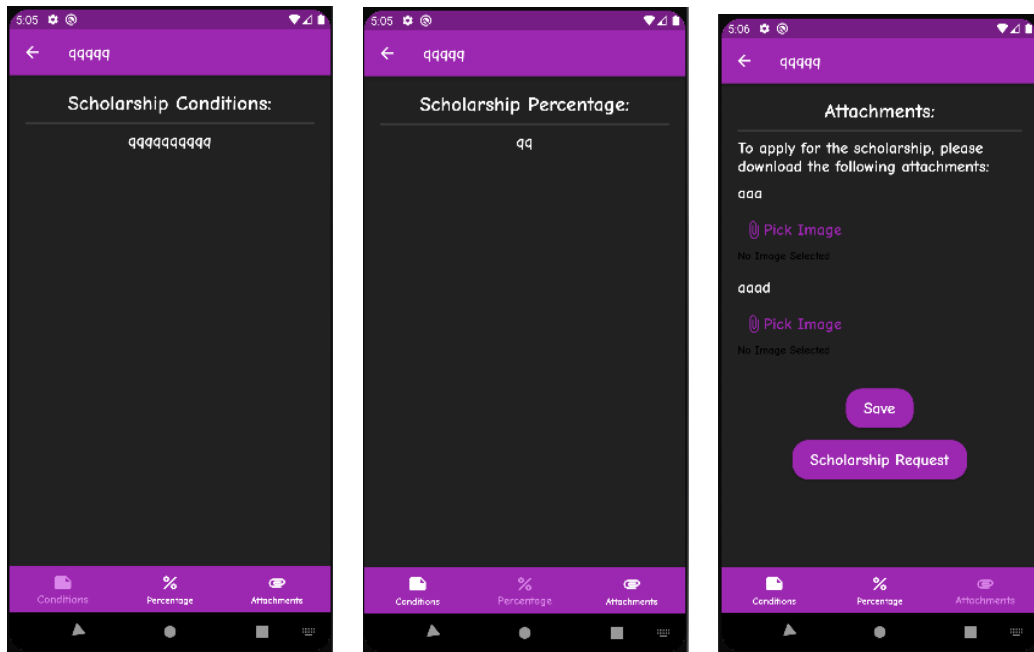 5:05
qqqqq
Scholarship Conditions:
qqqqqqqqqq
Conditions
Percentage
Attachments
5:05
qqqqq
Scholarship Percentage:
qq
Conditions
Percentage
Attachments
5:06
qqqqq
Attachments:
To apply for the scholarship, please
download the following attachments:
aaa
Pick Image
No Image Selected
aaad
Pick Image
No Image Selected
Save
Scholarship Request
Conditions
Percentage
Attachments